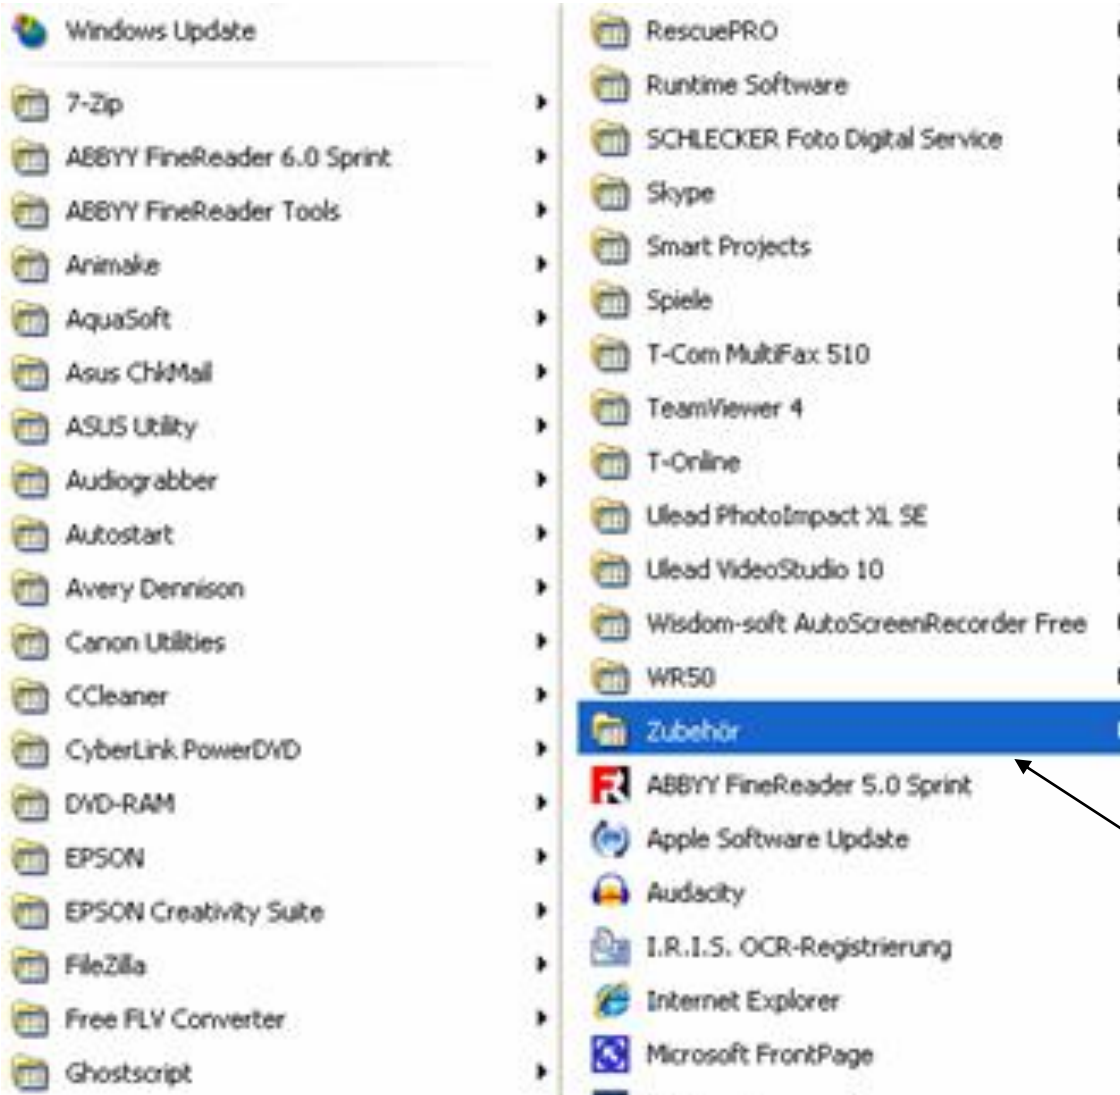 Windows Update
7-Zip
ABBYY FineReader 6.0 Sprint
ABBYY FineReader Tools
Animake
AquaSoft
Asus ChkMail
ASUS Utility
Audiograbber
Autostart
Avery Dennison
Canon Utilities
CCleaner
CyberLink PowerDVD
DVD-RAM
EPSON
EPSON Creativity Suite
FileZilla
Free FLV Converter
Ghostscript
RescuePRO
Runtime Software
SCHLECKER Foto Digital Service
Skype
Smart Projects
Spiele
T-Com MultiFax 510
TeamViewer 4
T-Online
Ulead PhotoImpact XL SE
Ulead VideoStudio 10
Wisdom-soft AutoScreenRecorder Free
WR50
Zubehör
ABBYY FineReader 5.0 Sprint
Apple Software Update
Audacity
I.R.I.S. OCR-Registrierung
Internet Explorer
Microsoft FrontPage